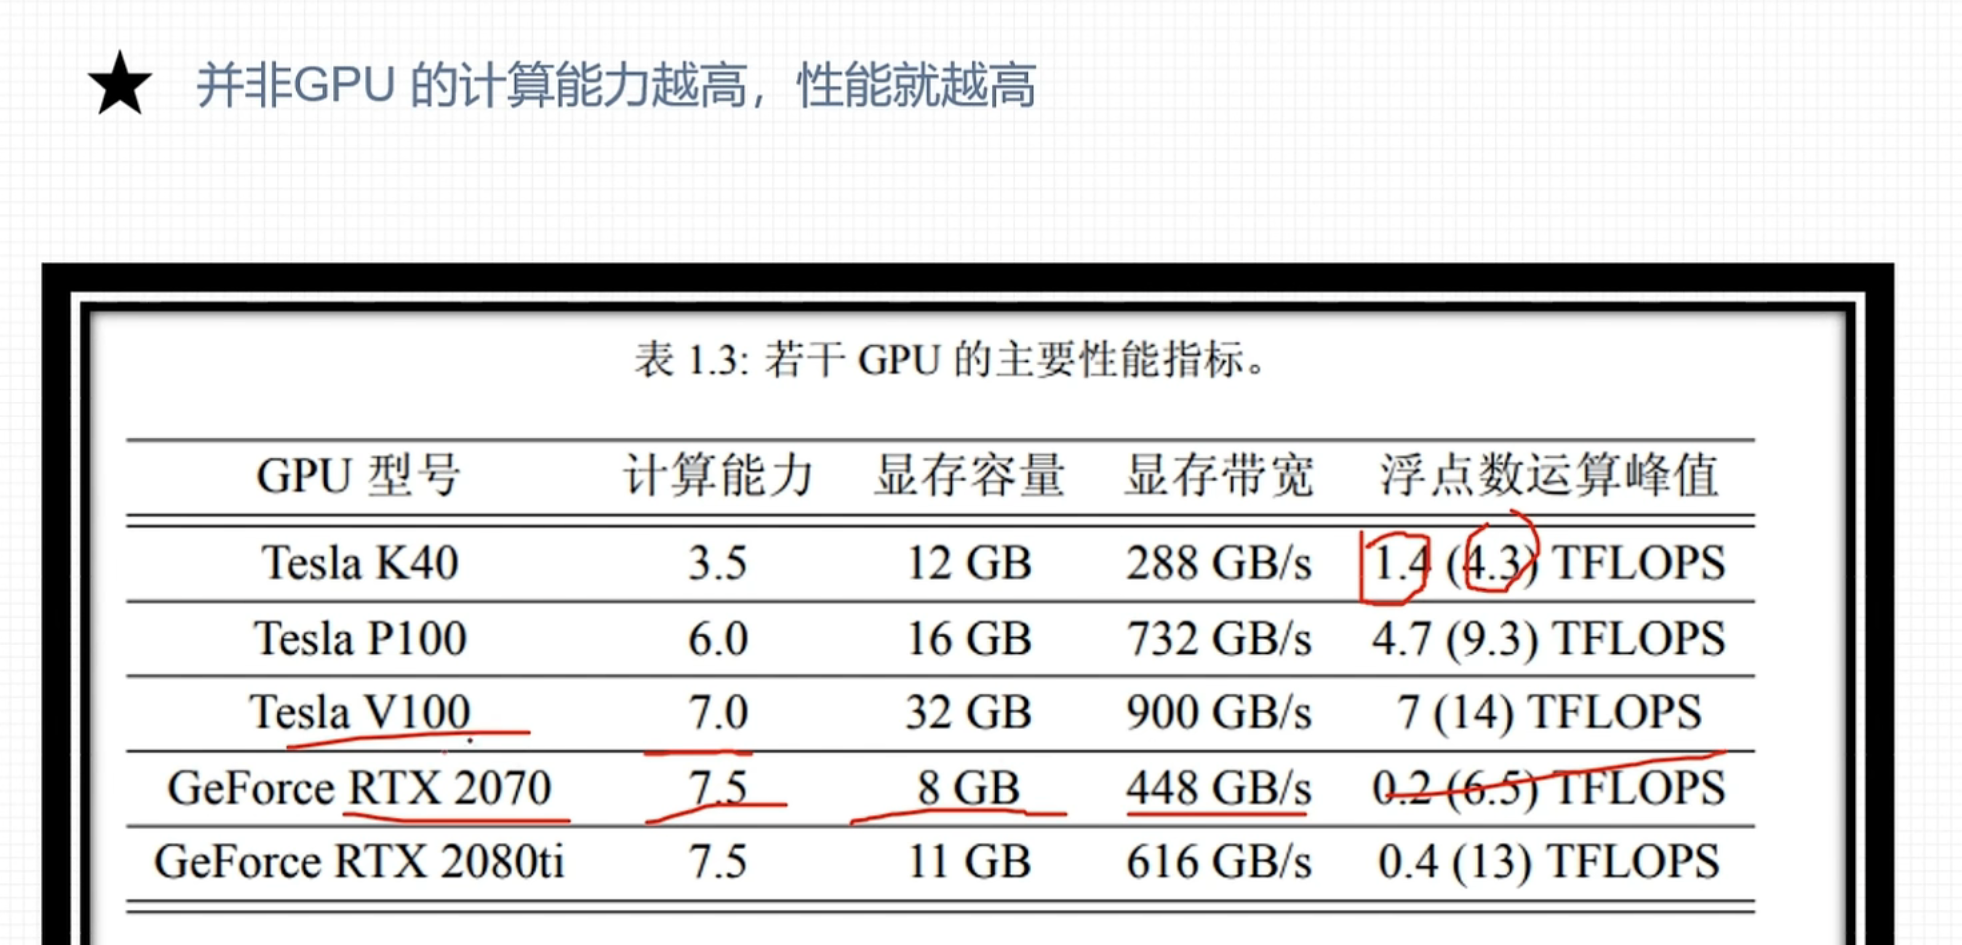 ★ 并非GPU 的计算能力越高，性能就越高
表 1.3: 若干 GPU 的主要性能指标。
GPU 型号 计算能力 显存容量 显存带宽 浮点数运算峰值
Tesla K40 3.5 12 GB 288 GB/s 1.4 (4.3) TFLOPS
Tesla P100 6.0 16 GB 732 GB/s 4.7 (9.3) TFLOPS
Tesla V100 7.0 32 GB 900 GB/s 7 (14) TFLOPS
GeForce RTX 2070 7.5 8 GB 448 GB/s 0.2 (6.5) TFLOPS
GeForce RTX 2080ti 7.5 11 GB 616 GB/s 0.4 (13) TFLOPS